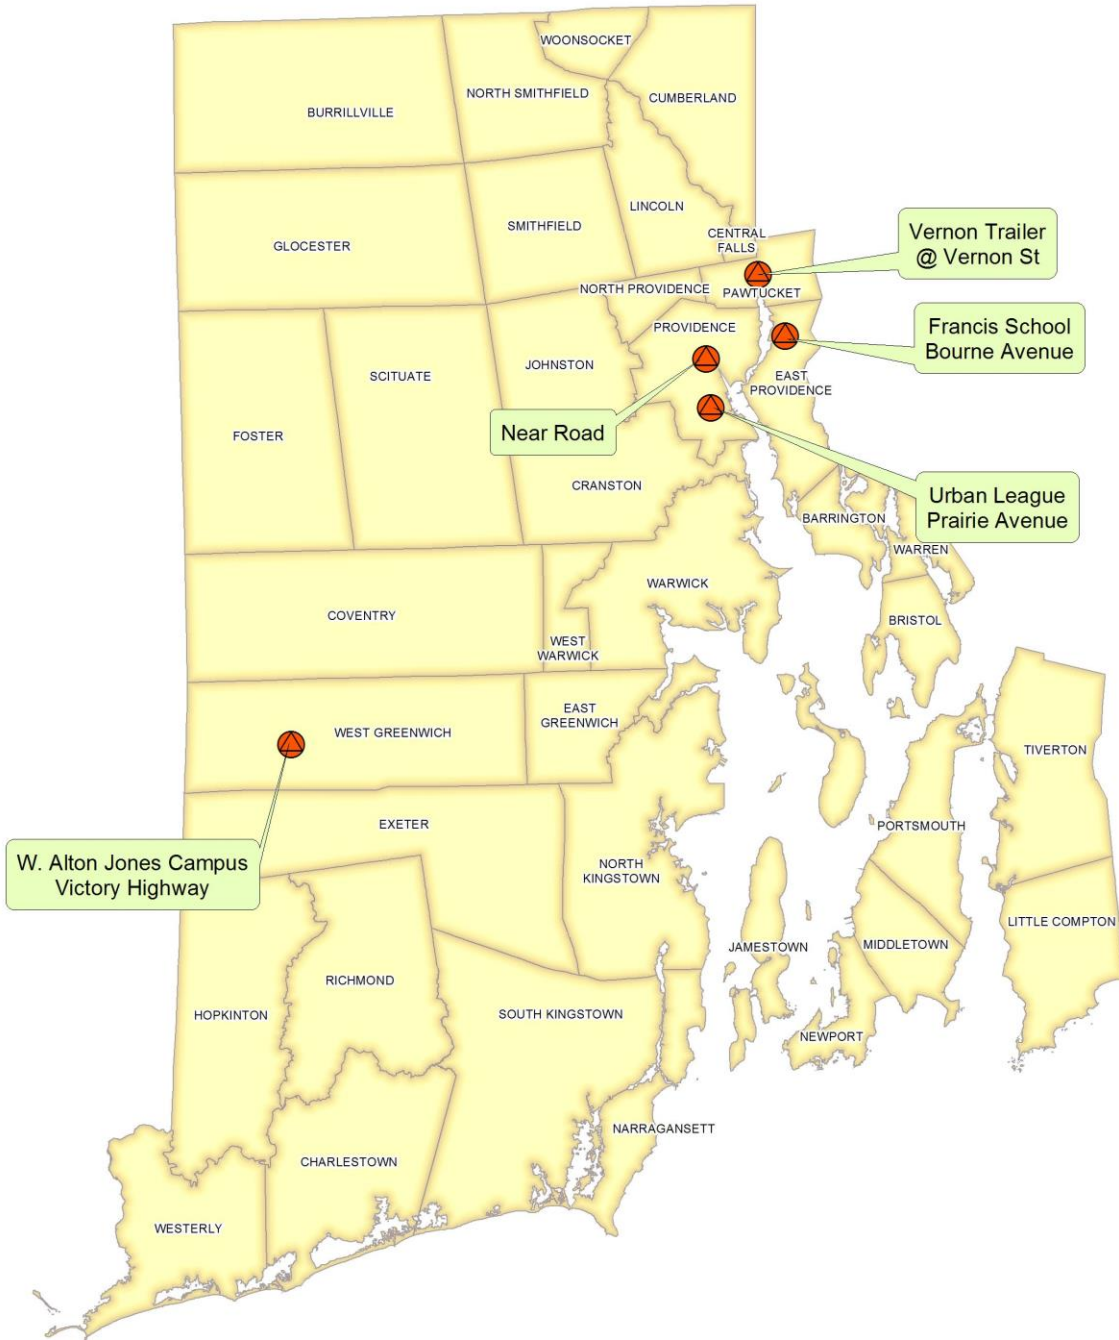 WOONSOCKET
NORTH SMITHFIELD
CUMBERLAND
BURRILLVILLE
LINCOLN
SMITHFIELD
GLOCESTER
CENTRAL
FALLS
Vernon Trailer
@ Vernon St
NORTH PROVIDENCE
PAWTUCKET
PROVIDENCE
Francis School
Bourne Avenue
JOHNSTON
SCITUATE
EAST
PROVIDENCE
FOSTER
Near Road
CRANSTON
Urban League
Prairie Avenue
BARRINGTON
WARREN
WARWICK
COVENTRY
BRISTOL
WEST
WARWICK
EAST
GREENWICH
WEST GREENWICH
TIVERTON
EXETER
PORTSMOUTH
W. Alton Jones Campus
Victory Highway
NORTH
KINGSTOWN
LITTLE COMPTON
JAMESTOWN
MIDDLETOWN
RICHMOND
HOPKINTON
SOUTH KINGSTOWN
NEWPORT
NARRAGANSETT
CHARLESTOWN
WESTERLY